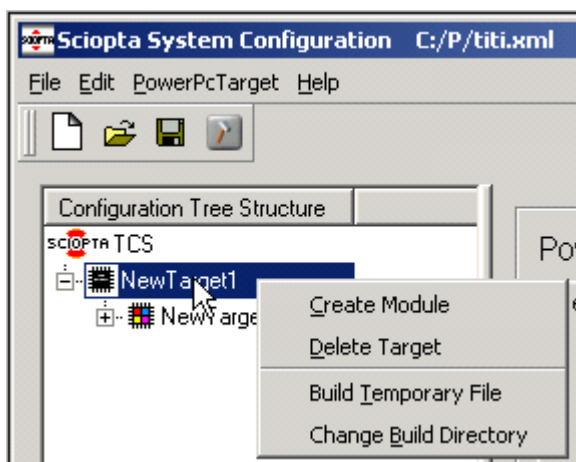 SCIOPTA Sciopta System Configuration C:/P/titi.xml
File Edit PowerPcTarget Help
Configuration Tree Structure
SCIOPTA TCS
NewTarget1
Create Module
Delete Target
Build Temporary File
Change Build Directory